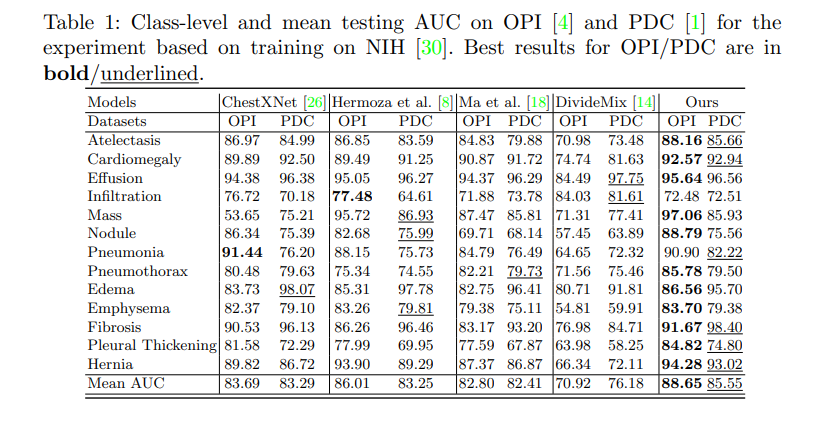 Table 1: Class-level and mean testing AUC on OPI [4] and PDC [1] for the
experiment based on training on NIH [30]. Best results for OPI/PDC are in
bold/underlined.
Models ChestXNet [26] Hermoza et al. [8] Ma et al. [18] DivideMix [14] Ours
Datasets OPI PDC OPI PDC OPI PDC OPI PDC OPI PDC
Atelectasis 86.97 84.99 86.85 83.59 84.83 79.88 70.98 73.48 88.16 85.66
Cardiomegaly 89.89 92.50 89.49 91.25 90.87 91.72 74.74 81.63 92.57 92.94
Effusion 94.38 96.38 95.05 96.27 94.37 96.29 84.49 97.75 95.64 96.56
Infiltration 76.72 70.18 77.48 64.61 71.88 73.78 84.03 81.61 72.48 72.51
Mass 53.65 75.21 95.72 86.93 87.47 85.81 71.31 77.41 97.06 85.93
Nodule 86.34 75.39 82.68 75.99 69.71 68.14 57.45 63.89 88.79 75.56
Pneumonia 91.44 76.20 88.15 75.73 84.79 76.49 64.65 72.32 90.90 82.22
Pneumothorax 80.48 79.63 75.34 74.55 82.21 79.73 71.56 75.46 85.78 79.50
Edema 83.73 98.07 85.31 97.78 82.75 96.41 80.71 91.81 86.56 95.70
Emphysema 82.37 79.10 83.26 79.81 79.38 75.11 54.81 59.91 83.70 79.38
Fibrosis 90.53 96.13 86.26 96.46 83.17 93.20 76.98 84.71 91.67 98.40
Pleural Thickening 81.58 72.29 77.99 69.95 77.59 67.87 63.98 58.25 84.82 74.80
Hernia 89.82 86.72 93.90 89.29 87.37 86.87 66.34 72.11 94.28 93.02
Mean AUC 83.69 83.29 86.01 83.25 82.80 82.41 70.92 76.18 88.65 85.55